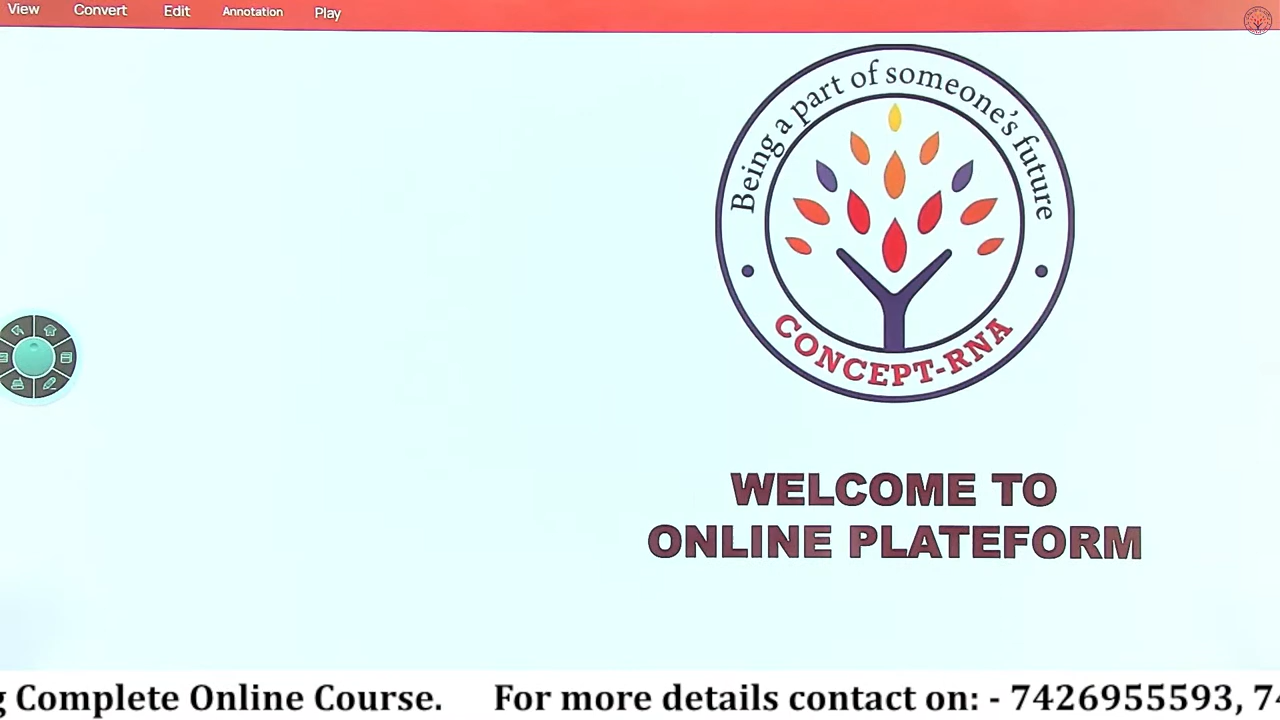 View Convert Edit Annotation Play
Being a part of someone's future
CONCEPT-RNA
WELCOME TO
ONLINE PLATEFORM
Complete Online Course. For more details contact on: - 7426955593,